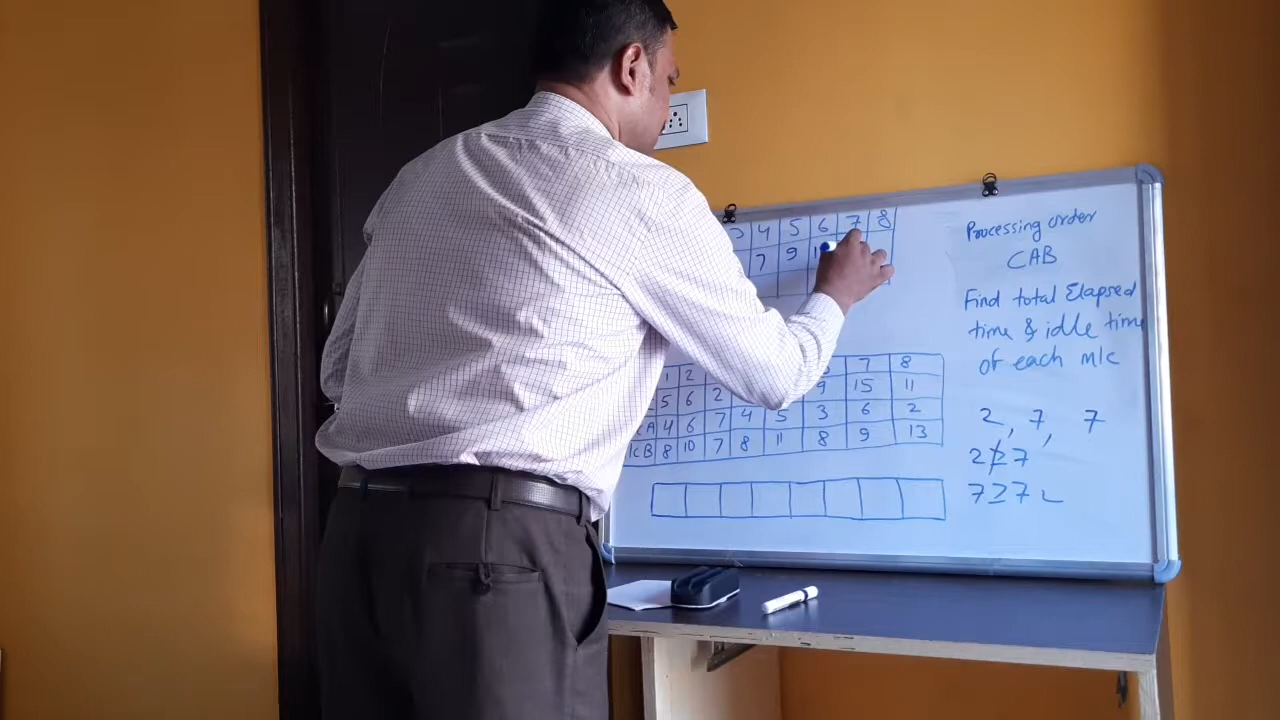 4 5 6 7 8
7 9
Processing order
CAB
Find total Elapsed
time & idle time
of each m/c
1 2 7 8
5 6 2 9 15 11
A 4 6 7 4 5 3 6 2
B 8 10 7 8 11 8 9 13
2, 7, 7
2 ≱ 7
7 ≥ 7